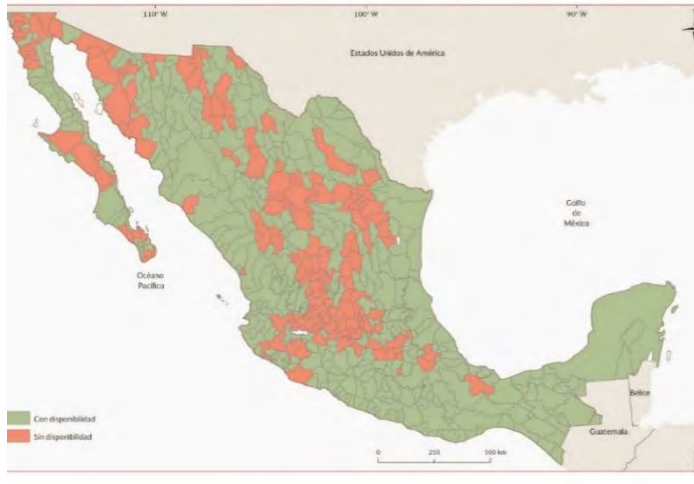 110° W
100° W
90° W
Estados Unidos de América
Golfo
de
México
Océano
Pacífica
Con disponibilidad
Sin disponibilidad
Belice
Guatemala
0 250 500 km